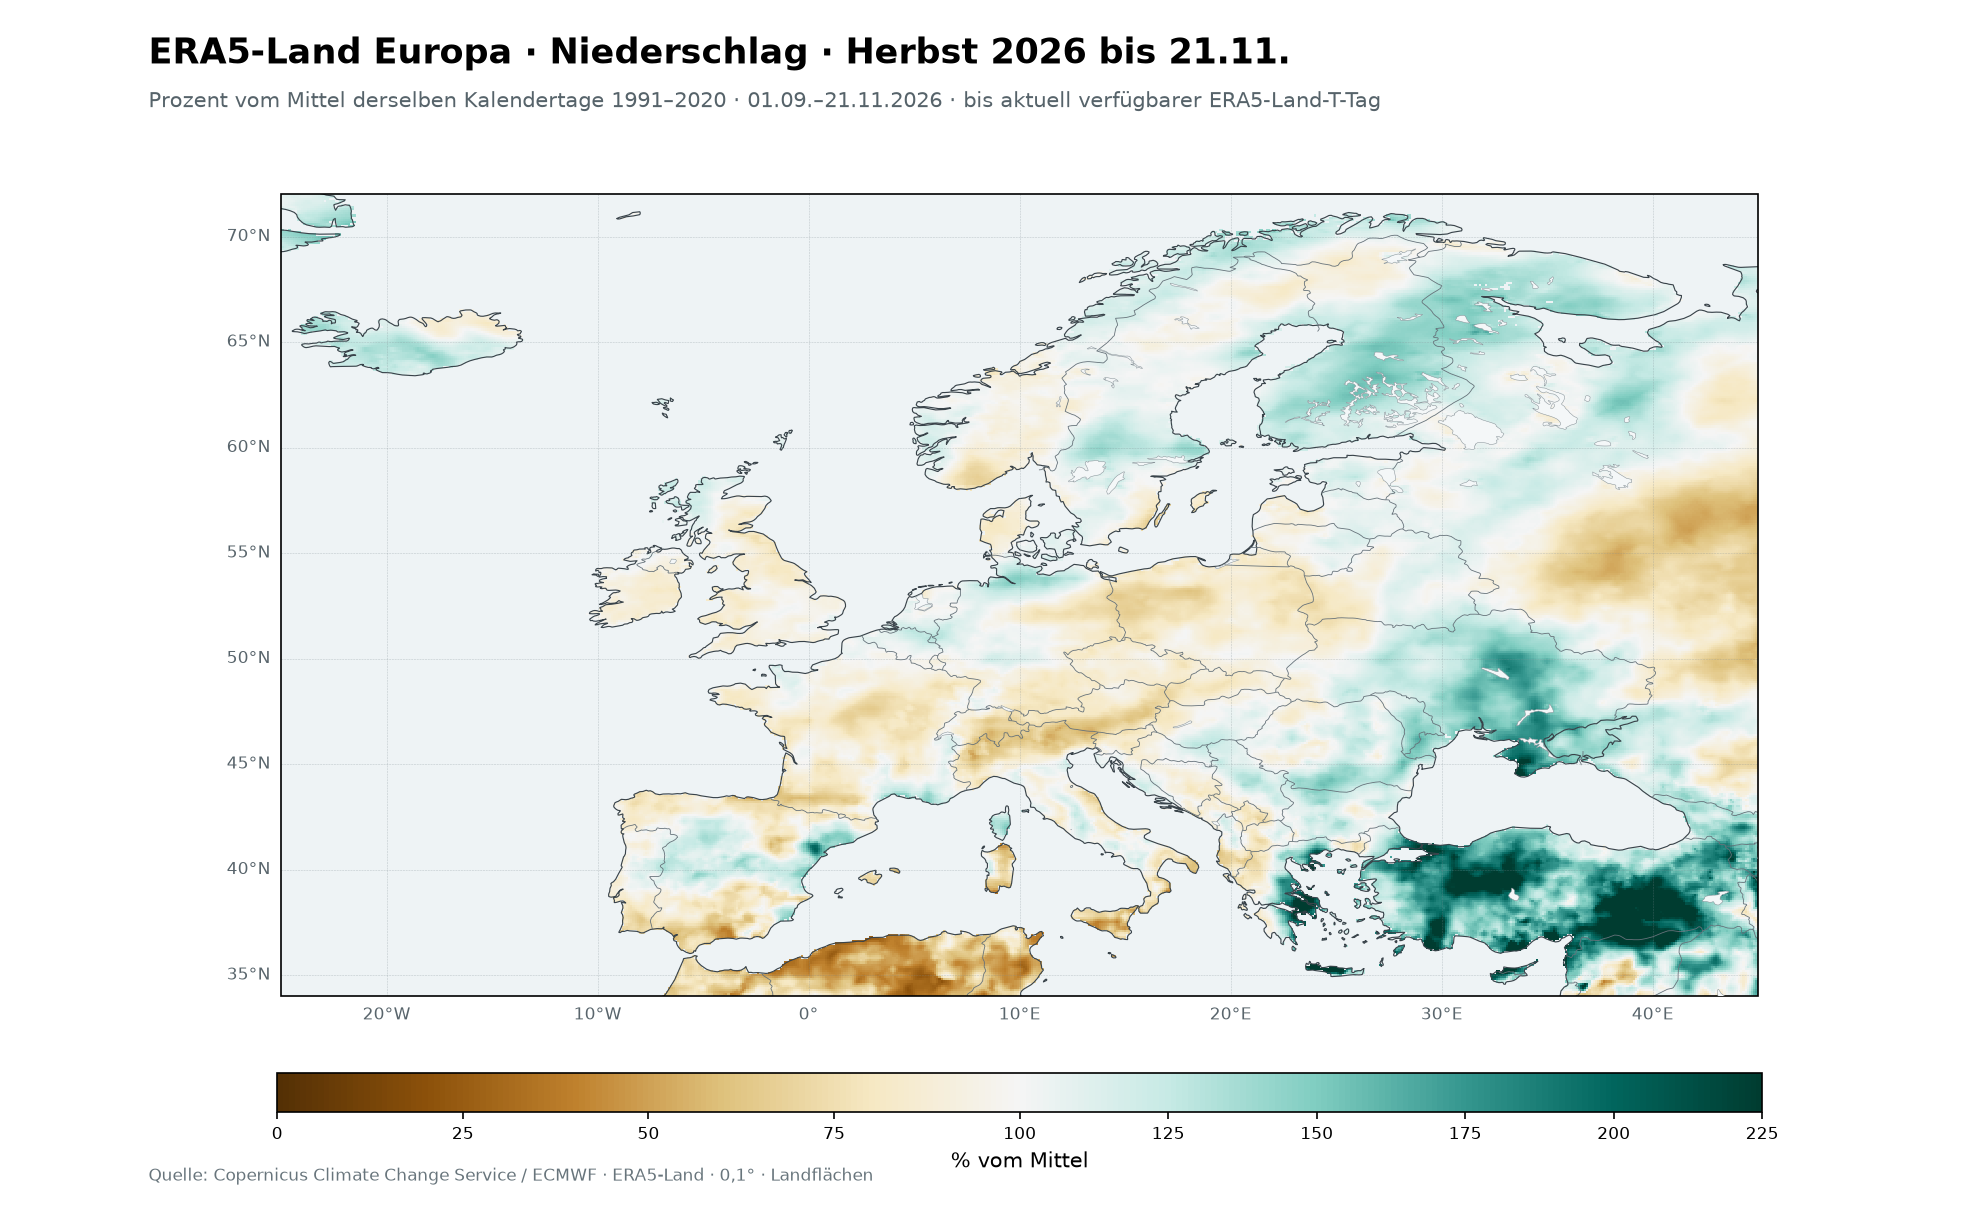 ERA5-Land Europa · Niederschlag · Herbst 2026 bis 21.11.
Prozent vom Mittel derselben Kalendertage 1991–2020 · 01.09.–21.11.2026 · bis aktuell verfügbarer ERA5-Land-T-Tag
70°N
65°N
60°N
55°N
50°N
45°N
40°N
35°N
20°W 10°W 0° 10°E 20°E 30°E 40°E
0 25 50 75 100 125 150 175 200 225
% vom Mittel
Quelle: Copernicus Climate Change Service / ECMWF · ERA5-Land · 0,1° · Landflächen